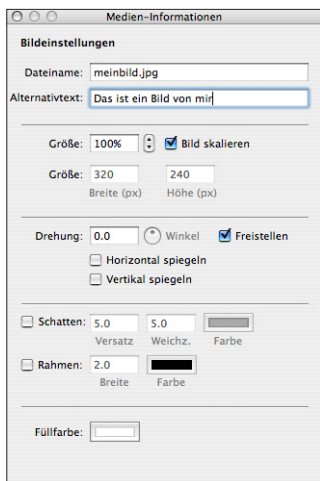 Medien-Informationen
Bildeinstellungen
Dateiname: meinbild.jpg
Alternativtext: Das ist ein Bild von mir
Größe: 100% Bild skalieren
Größe: 320 240
Breite (px) Höhe (px)
Drehung: 0.0 Winkel Freistellen
Horizontal spiegeln
Vertikal spiegeln
Schatten: 5.0 5.0
Versatz Weichz. Farbe
Rahmen: 2.0
Breite Farbe
Füllfarbe: